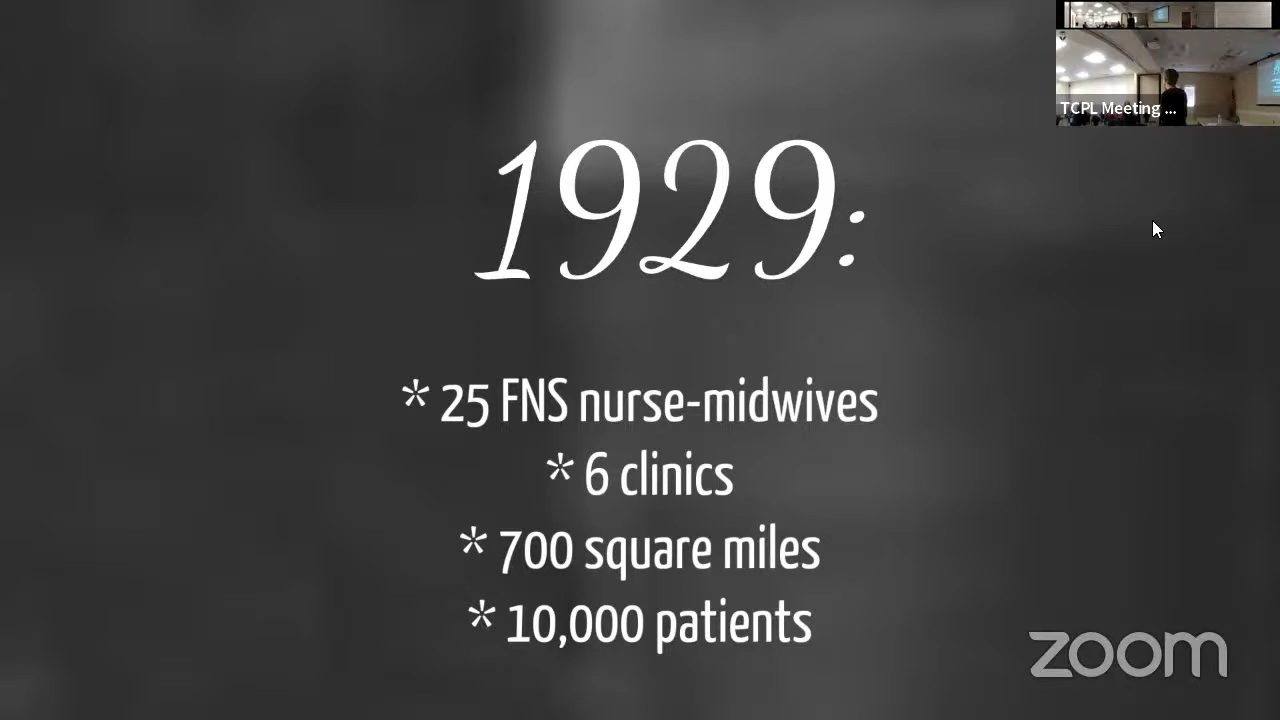 TCPL Meeting ...
1929:
* 25 FNS nurse-midwives
* 6 clinics
* 700 square miles
* 10,000 patients
zoom